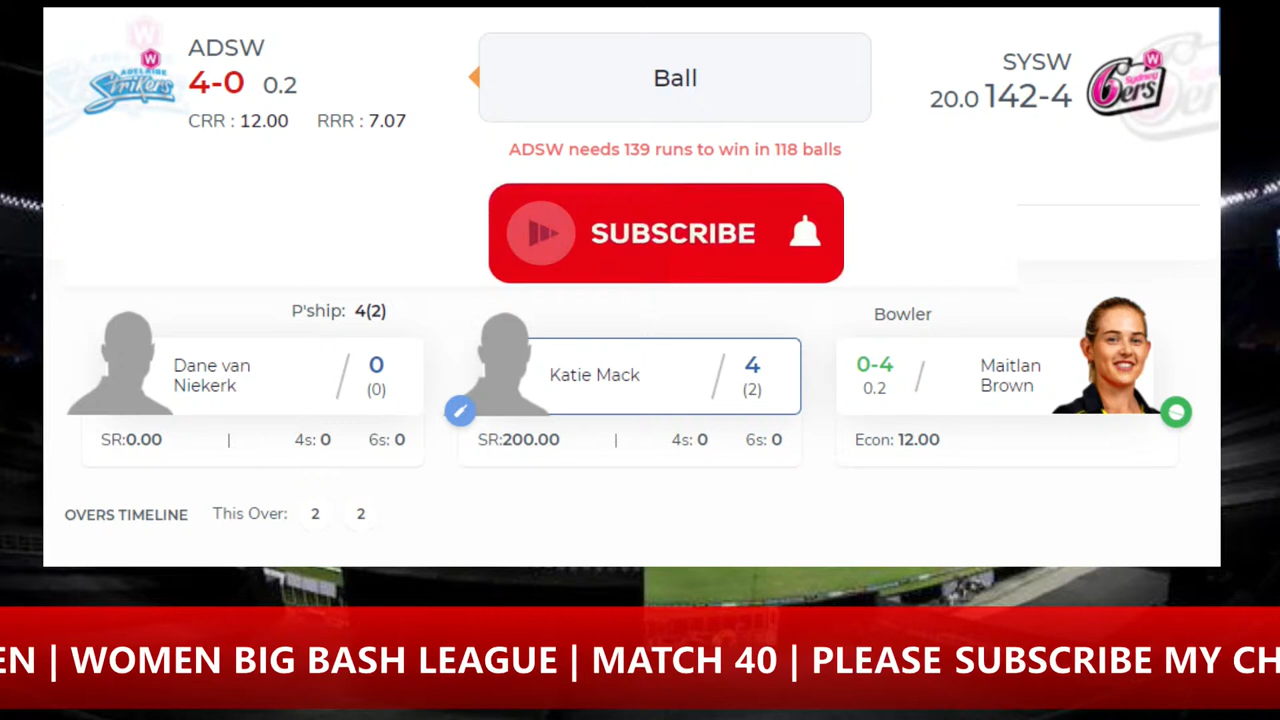 ADSW
4-0 0.2
CRR : 12.00 RRR : 7.07
W
ADELAIDE
Strikers
Ball
ADSW needs 139 runs to win in 118 balls
SYSW
20.0 142-4
W
Sydney
6ers
SUBSCRIBE
P'ship: 4(2)
Dane van
Niekerk
0
(0)
SR:0.00 | 4s: 0 6s: 0
Katie Mack
4
(2)
SR:200.00 | 4s: 0 6s: 0
Bowler
0-4
0.2
Maitlan
Brown
Econ: 12.00
OVERS TIMELINE This Over: 2 2
EN | WOMEN BIG BASH LEAGUE | MATCH 40 | PLEASE SUBSCRIBE MY CH